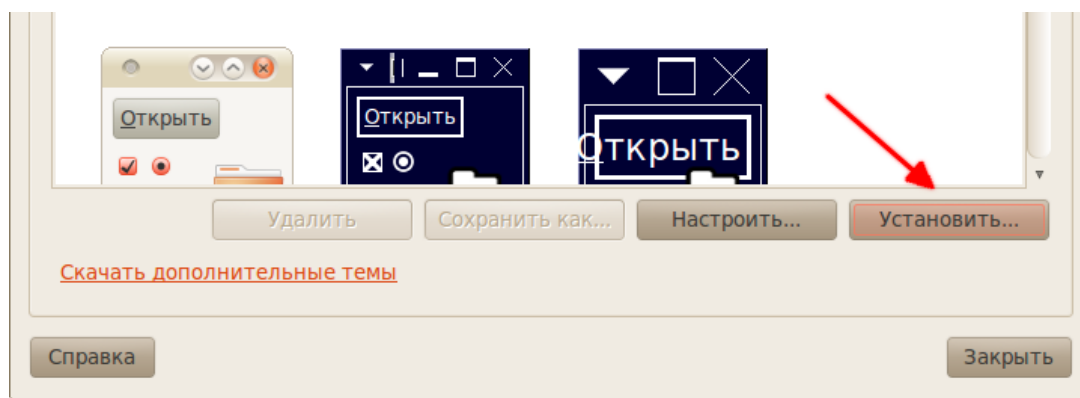 Открыть
Открыть
Открыть
Удалить
Сохранить как...
Настроить...
Установить...
Скачать дополнительные темы
Справка
Закрыть